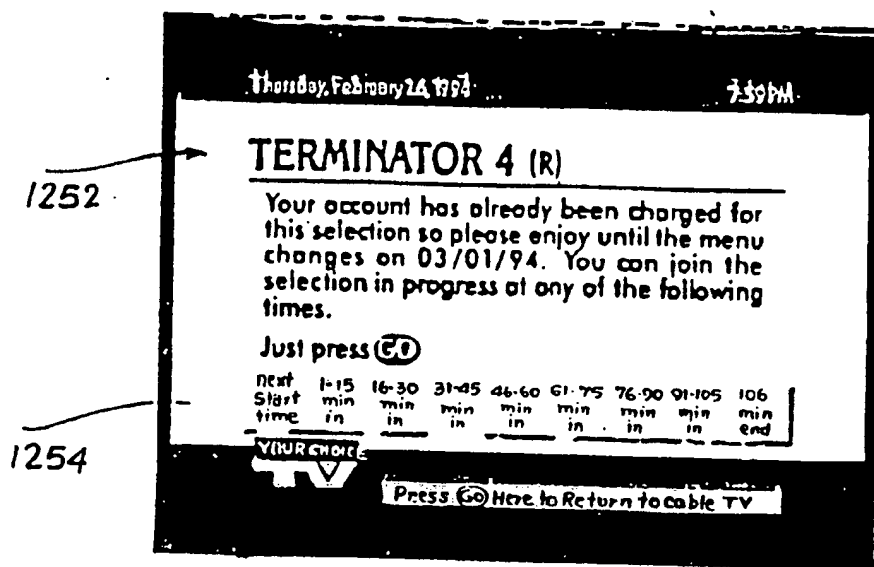 Thursday, February 24, 1994 7:59PM
TERMINATOR 4 (R)
1252
Your account has already been charged for
this selection so please enjoy until the menu
changes on 03/01/94. You can join the
selection in progress at any of the following
times.
Just press GO
next 1-15 16-30 31-45 46-60 61-75 76-90 91-105 106
Start min min min min min min min min
time in in in in in in in end
1254
YOUR CHOICE
TV
Press GO Here to Return to cable TV